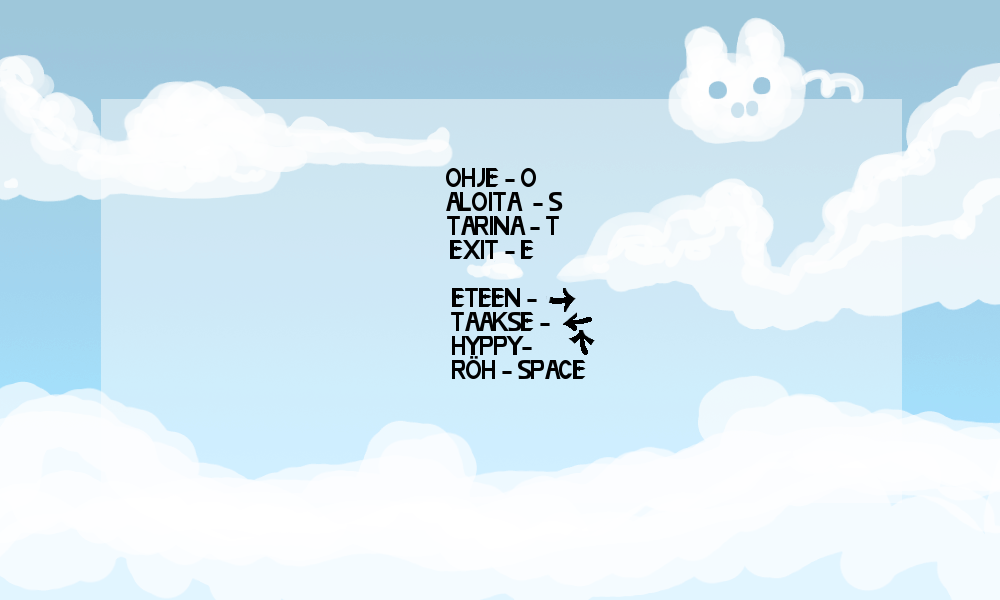 OHJE - O
ALOITA - S
TARINA - T
EXIT - E
ETEEN - →
TAAKSE - ←
HYPPY- ↑
RÖH - SPACE